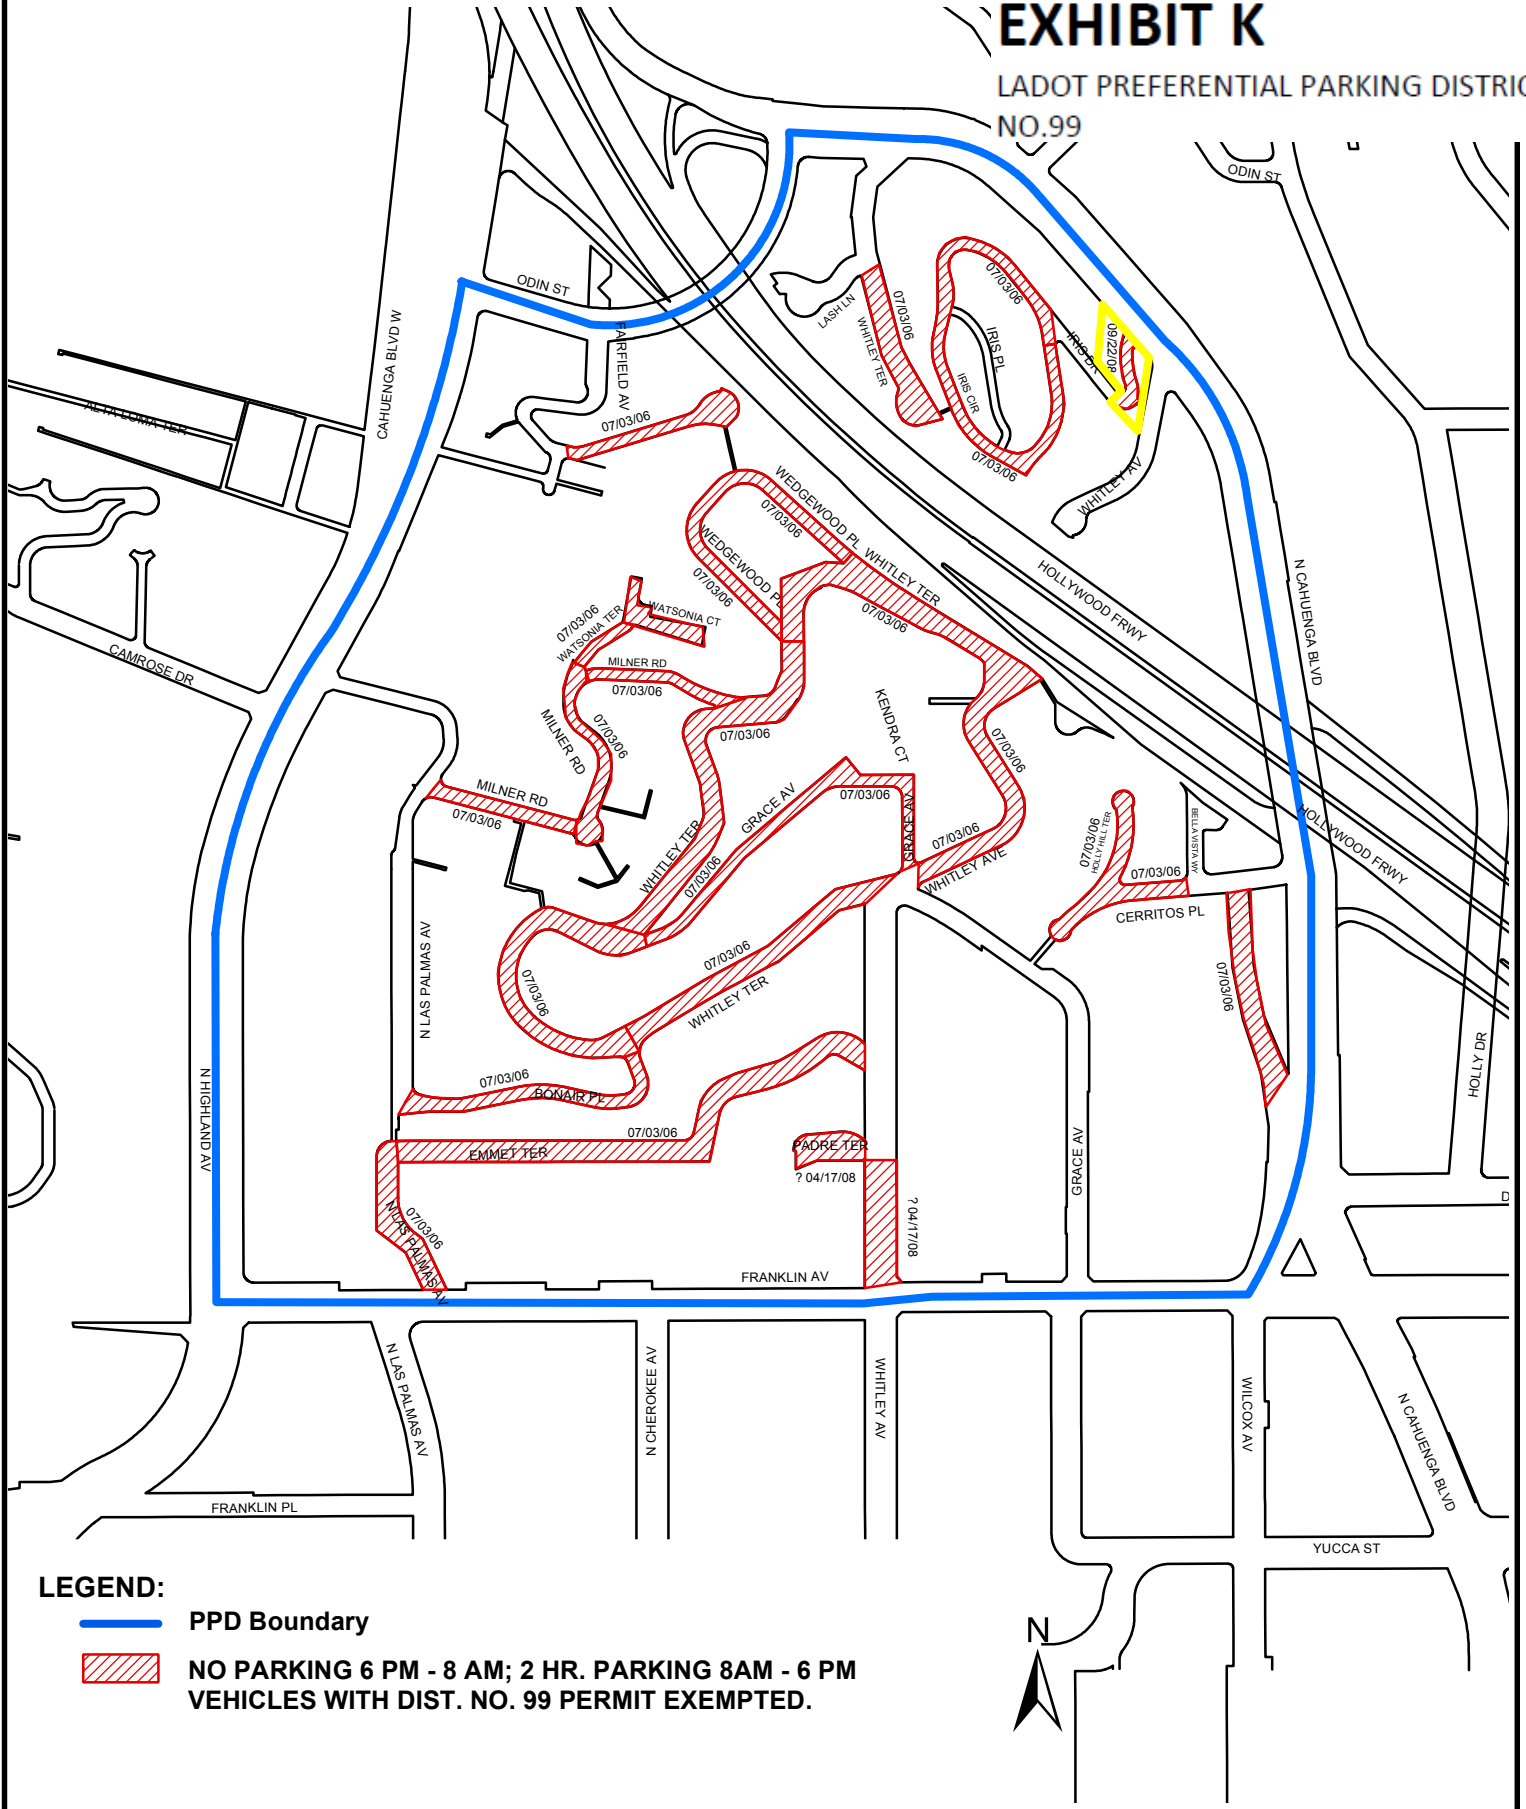 EXHIBIT K
LADOT PREFERENTIAL PARKING DISTRIC
NO.99
ODIN ST
ODIN ST
CAHUENGA BLVD W
FAIRFIELD AV
LASH LN
WHITLEY TER
07/03/06
07/03/06
IRIS PL
IRIS CIR
IRIS DR
09/22/08
07/03/06
WHITLEY AV
ALTA LOMA TER
07/03/06
WEDGEWOOD PL
07/03/06
WEDGEWOOD PL
07/03/06
WHITLEY TER
07/03/06
HOLLYWOOD FRWY
N CAHUENGA BLVD
07/03/06
WATSONIA TER
WATSONIA CT
CAMROSE DR
MILNER RD
07/03/06
MILNER RD
07/03/06
07/03/06
KENDRA CT
07/03/06
MILNER RD
07/03/06
GRACE AV
07/03/06
GRACE AV
07/03/06
WHITLEY AVE
WHITLEY TER
07/03/06
07/03/06
HOLLY HILL TER
BELLA VISTA WY
07/03/06
CERRITOS PL
HOLLYWOOD FRWY
HOLLYWOOD FRWY
N LAS PALMAS AV
07/03/06
07/03/06
WHITLEY TER
07/03/06
07/03/06
BONAIR PL
N HIGHLAND AV
07/03/06
EMMET TER
PADRE TER
? 04/17/08
? 04/17/08
GRACE AV
HOLLY DR
D
07/03/06
N LAS PALMAS AV
FRANKLIN AV
N LAS PALMAS AV
N CHEROKEE AV
WHITLEY AV
WILCOX AV
N CAHUENGA BLVD
FRANKLIN PL
YUCCA ST
LEGEND:
PPD Boundary
NO PARKING 6 PM - 8 AM; 2 HR. PARKING 8AM - 6 PM
VEHICLES WITH DIST. NO. 99 PERMIT EXEMPTED.
N